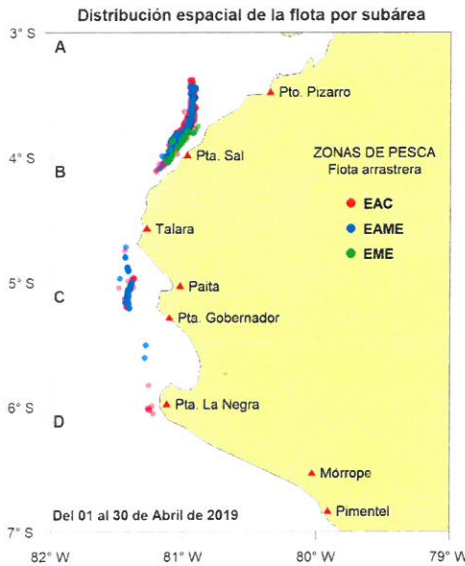 Distribución espacial de la flota por subárea
3° S
A
Pto. Pizarro
ZONAS DE PESCA
Flota arrastrera
EAC
EAME
EME
4° S
Pta. Sal
B
Talara
5° S
C
Paita
Pta. Gobernador
6° S
D
Pta. La Negra
Mórrope
Pimentel
Del 01 al 30 de Abril de 2019
7° S
82° W
81° W
80° W
79° W